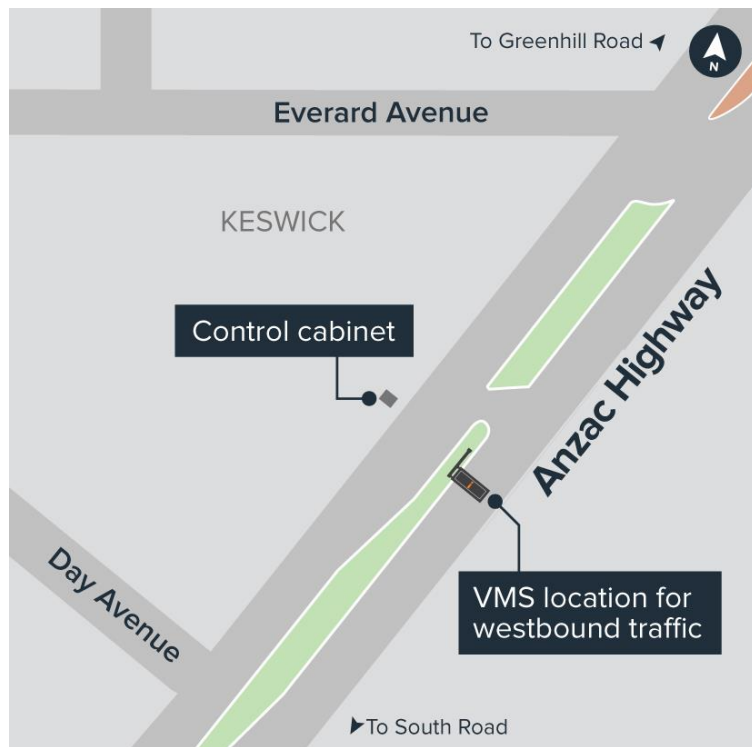 To Greenhill Road
N
Everard Avenue
KESWICK
Control cabinet
Anzac Highway
Day Avenue
VMS location for
westbound traffic
To South Road